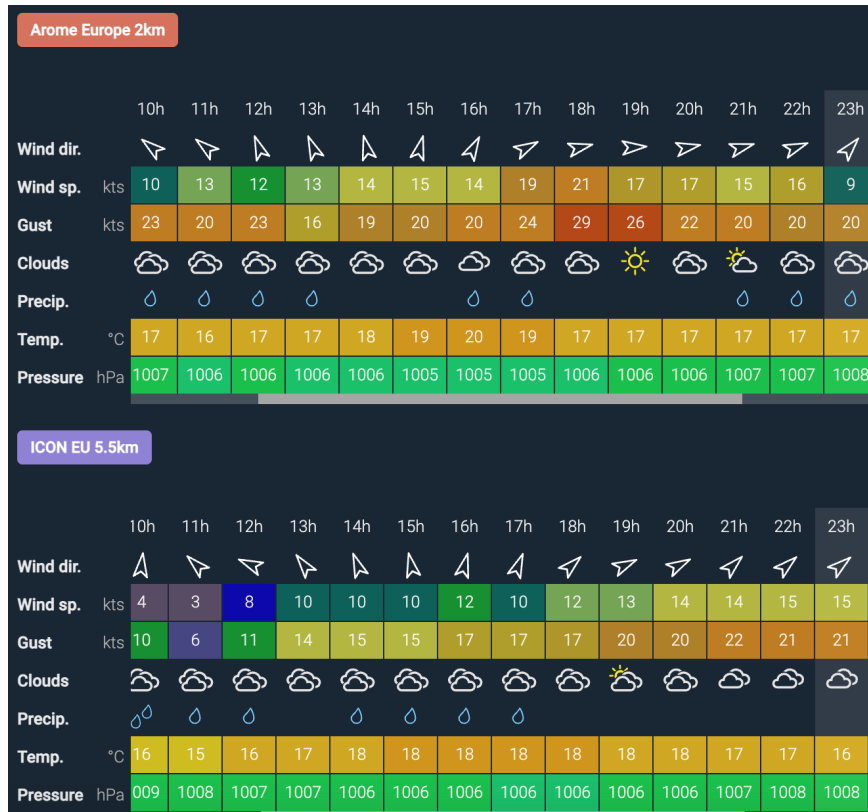 Arome Europe 2km
10h 11h 12h 13h 14h 15h 16h 17h 18h 19h 20h 21h 22h 23h
Wind dir.
Wind sp. kts 10 13 12 13 14 15 14 19 21 17 17 15 16 9
Gust kts 23 20 23 16 19 20 20 24 29 26 22 20 20 20
Clouds
Precip.
Temp. °C 17 16 17 17 18 19 20 19 17 17 17 17 17 17
Pressure hPa 1007 1006 1006 1006 1006 1005 1005 1005 1006 1006 1006 1007 1007 1008
ICON EU 5.5km
10h 11h 12h 13h 14h 15h 16h 17h 18h 19h 20h 21h 22h 23h
Wind dir.
Wind sp. kts 4 3 8 10 10 10 12 10 12 13 14 14 15 15
Gust kts 10 6 11 14 15 15 17 17 17 20 20 22 21 21
Clouds
Precip.
Temp. °C 16 15 16 17 18 18 18 18 18 18 18 17 17 16
Pressure hPa 009 1008 1007 1007 1006 1006 1006 1006 1006 1006 1006 1007 1008 1008